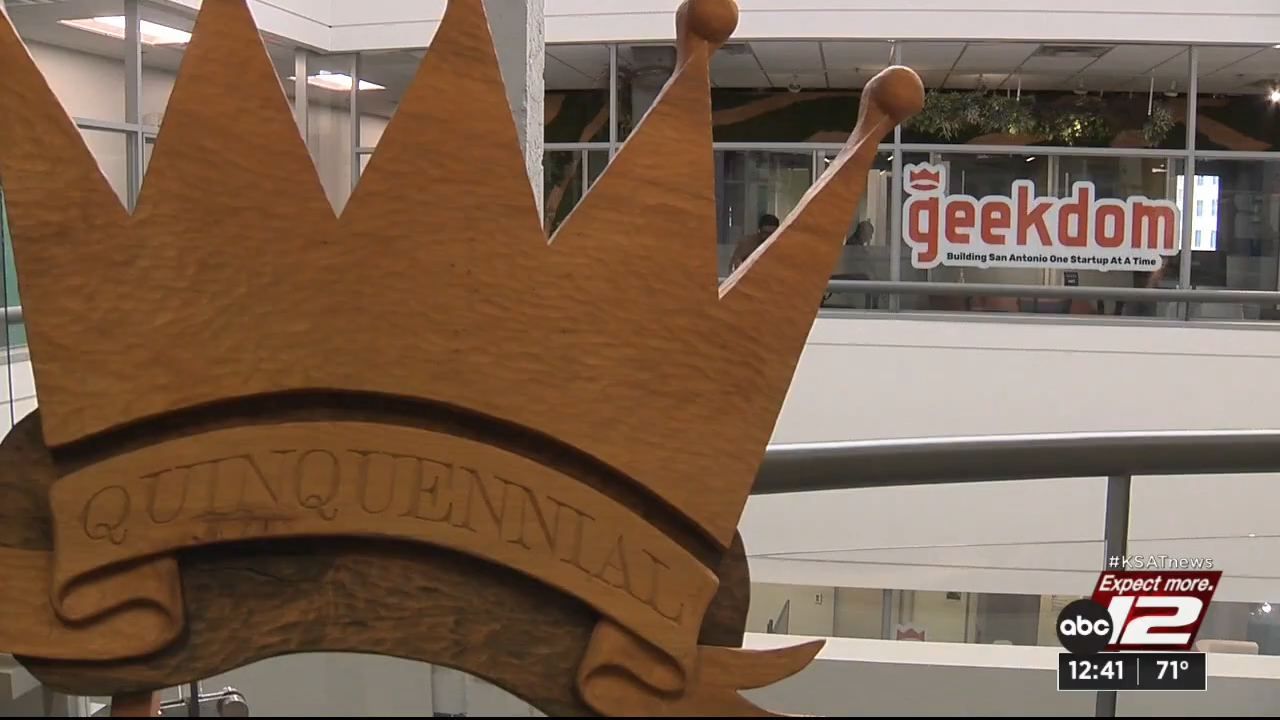 geekdom
Building San Antonio One Startup At A Time
QUINQUENNIAL
#KSATnews
Expect more.
abc 12
12:41 71°